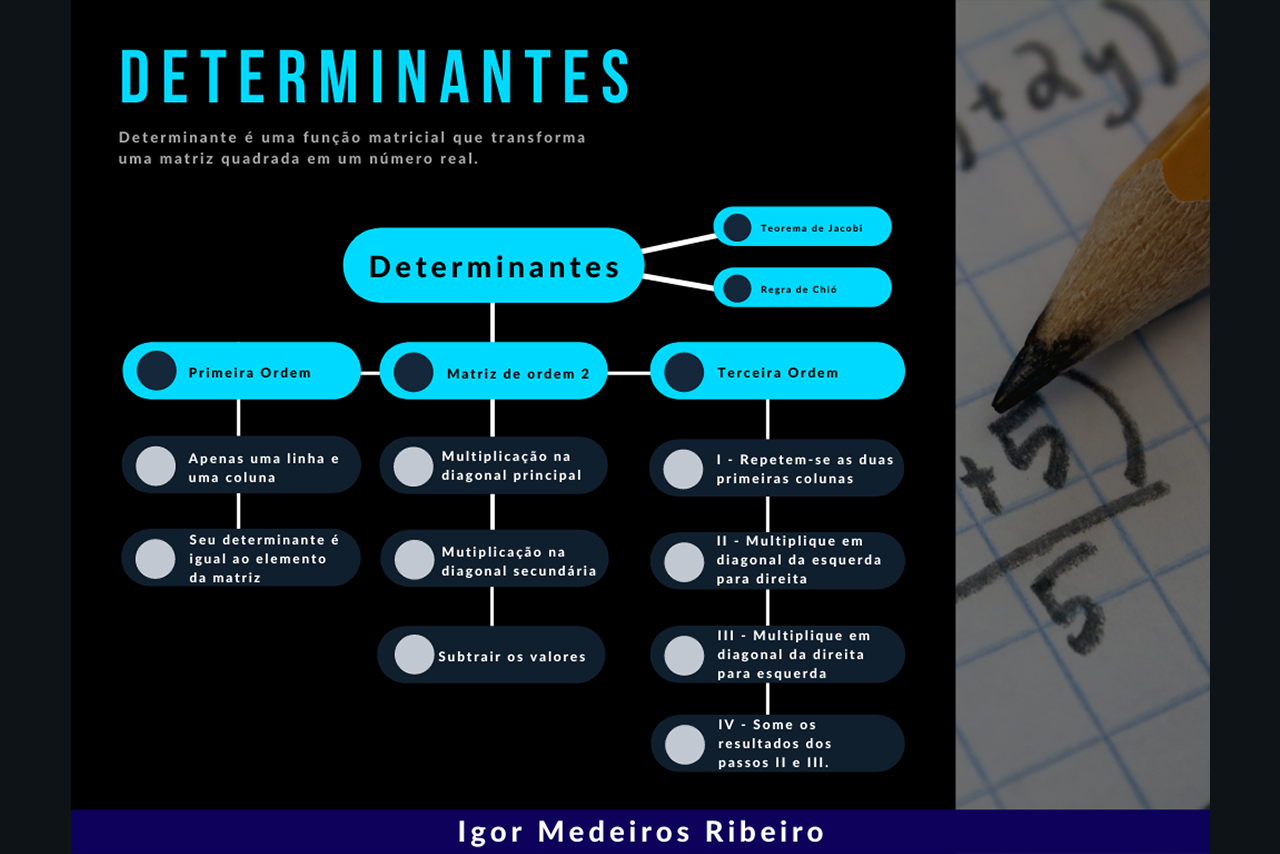 DETERMINANTES
Determinante é uma função matricial que transforma
uma matriz quadrada em um número real.
Determinantes
Teorema de Jacobi
Regra de Chió
Primeira Ordem
Matriz de ordem 2
Terceira Ordem
Apenas uma linha e
uma coluna
Seu determinante é
igual ao elemento
da matriz
Multiplicação na
diagonal principal
Mutiplicação na
diagonal secundária
Subtrair os valores
I - Repetem-se as duas
primeiras colunas
II - Multiplique em
diagonal da esquerda
para direita
III - Multiplique em
diagonal da direita
para esquerda
IV - Some os
resultados dos
passos II e III.
+2y)
+5)
5
Igor Medeiros Ribeiro